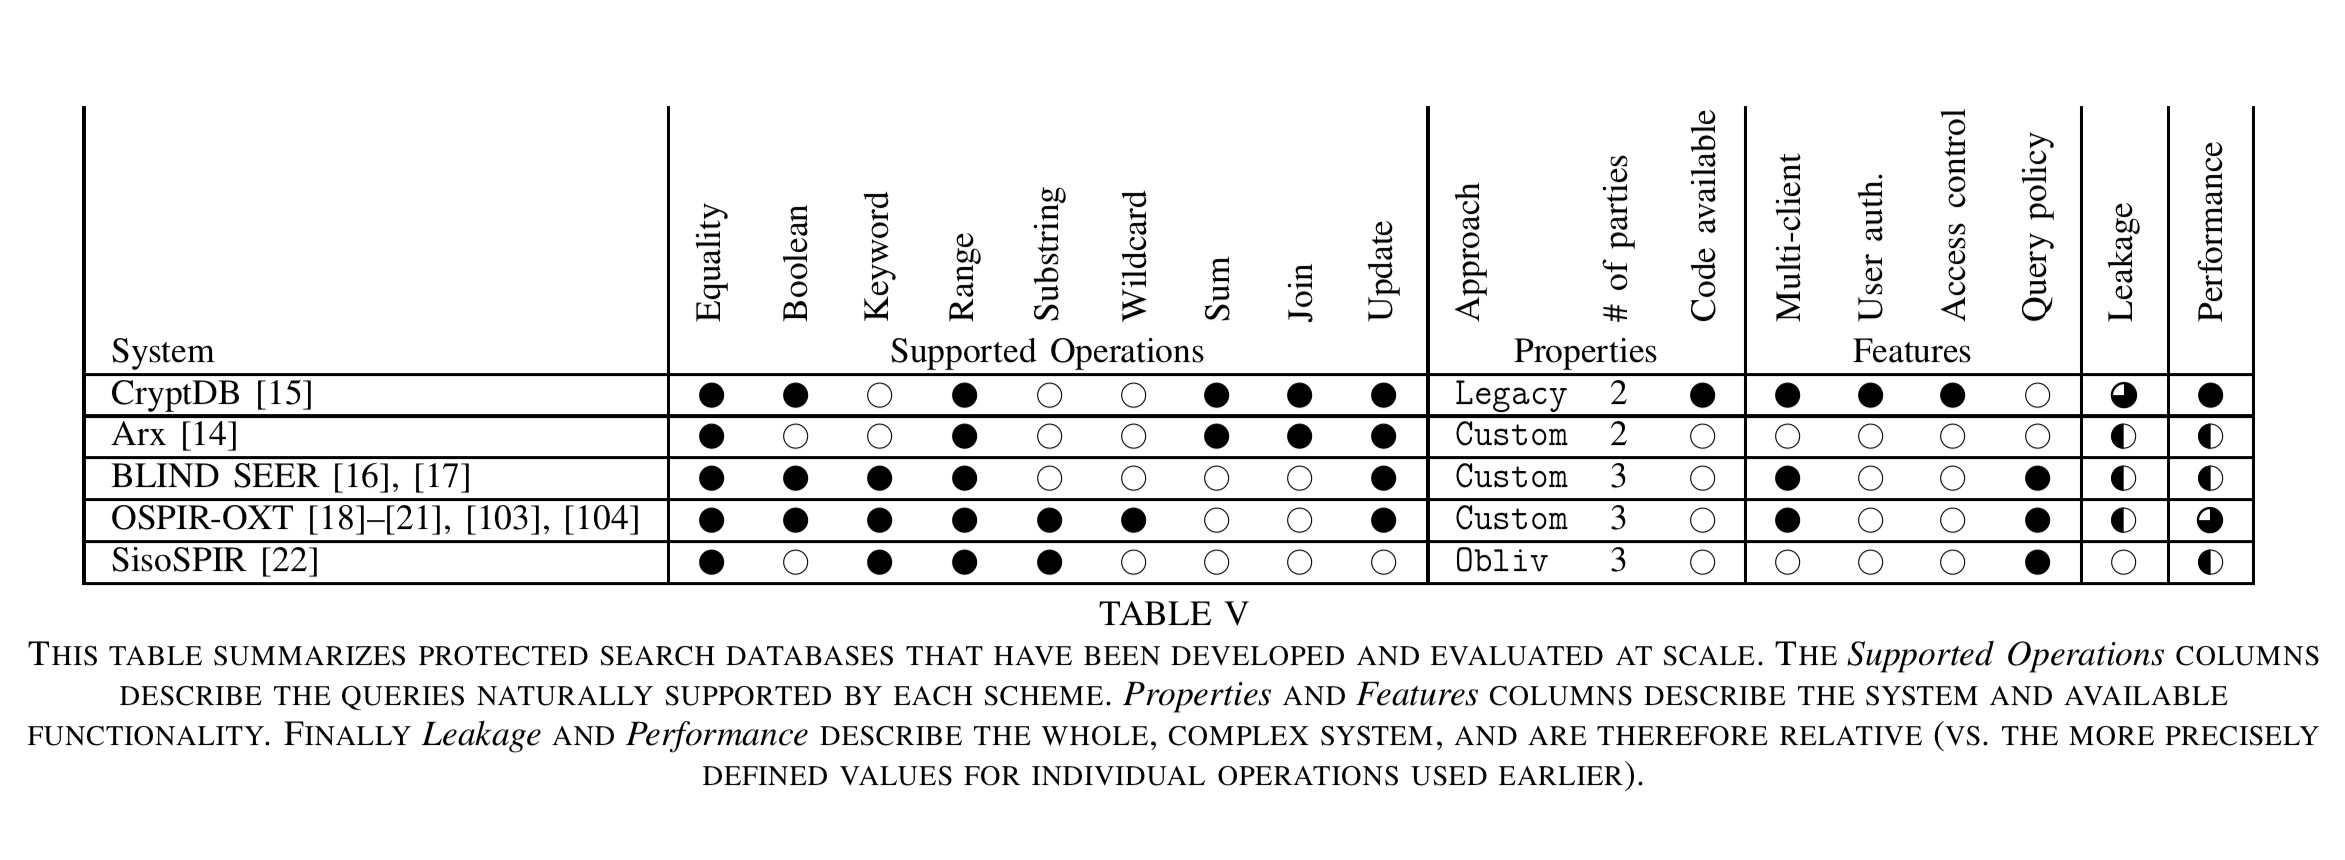 Equality Boolean Keyword Range Substring Wildcard Sum Join Update Approach # of parties Code available Multi-client User auth. Access control Query policy Leakage Performance
System Supported Operations Properties Features
CryptDB [15] ● ● ○ ● ○ ○ ● ● ● Legacy 2 ● ● ● ● ○ ◕ ●
Arx [14] ● ○ ○ ● ○ ○ ● ● ● Custom 2 ○ ○ ○ ○ ○ ◐ ◐
BLIND SEER [16], [17] ● ● ● ● ○ ○ ○ ○ ● Custom 3 ○ ● ○ ○ ● ◐ ◐
OSPIR-OXT [18]–[21], [103], [104] ● ● ● ● ● ● ○ ○ ● Custom 3 ○ ● ○ ○ ● ◐ ◕
SisoSPIR [22] ● ○ ● ● ● ○ ○ ○ ○ Obliv 3 ○ ○ ○ ○ ● ○ ◐
TABLE V
THIS TABLE SUMMARIZES PROTECTED SEARCH DATABASES THAT HAVE BEEN DEVELOPED AND EVALUATED AT SCALE. THE Supported Operations COLUMNS
DESCRIBE THE QUERIES NATURALLY SUPPORTED BY EACH SCHEME. Properties AND Features COLUMNS DESCRIBE THE SYSTEM AND AVAILABLE
FUNCTIONALITY. FINALLY Leakage AND Performance DESCRIBE THE WHOLE, COMPLEX SYSTEM, AND ARE THEREFORE RELATIVE (VS. THE MORE PRECISELY
DEFINED VALUES FOR INDIVIDUAL OPERATIONS USED EARLIER).